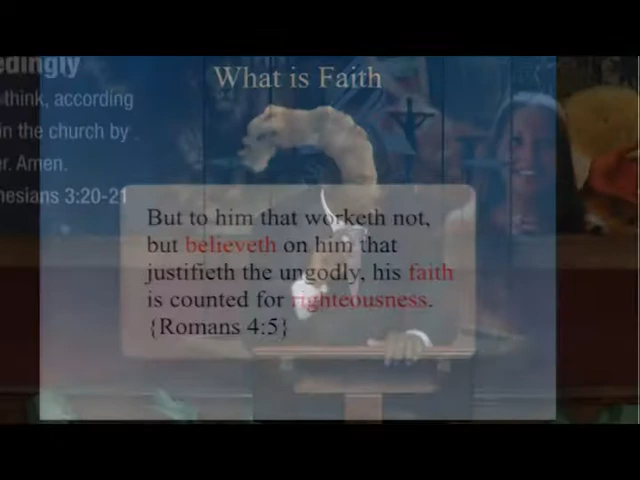 What is Faith
edingly
think, according
in the church by
r. Amen.
hesians 3:20-21
But to him that worketh not,
but believeth on him that
justifieth the ungodly, his faith
is counted for righteousness.
{Romans 4:5}